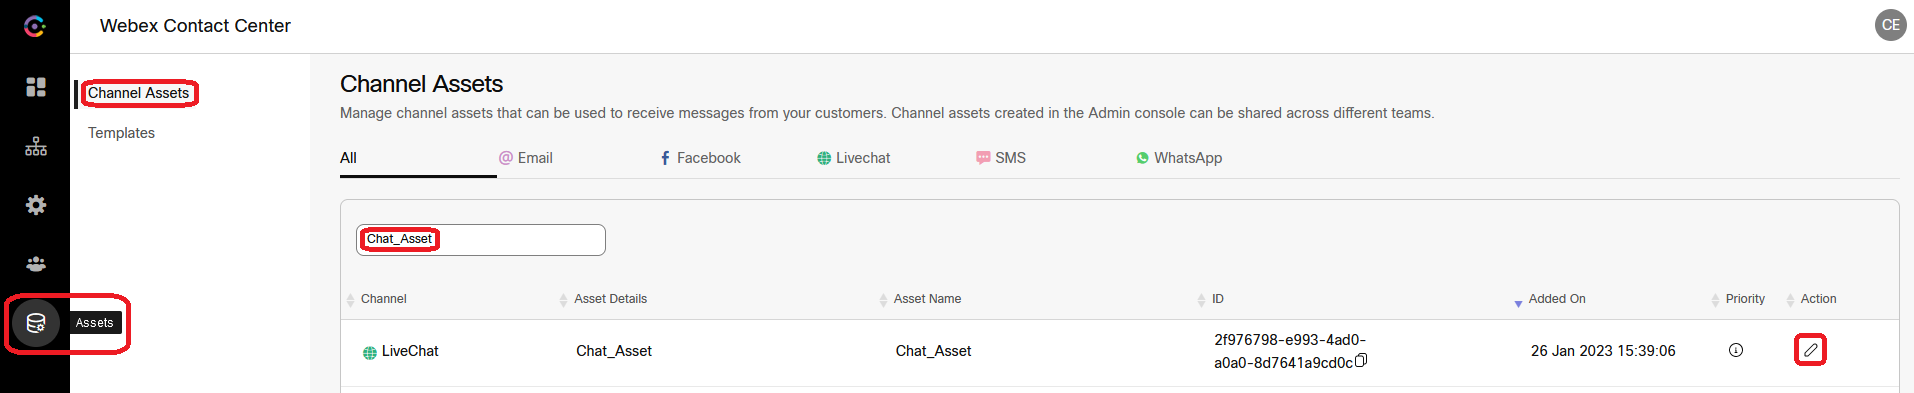 Webex Contact Center
CE
Channel Assets
Templates
Assets
Channel Assets
Manage channel assets that can be used to receive messages from your customers. Channel assets created in the Admin console can be shared across different teams.
All @ Email Facebook Livechat SMS WhatsApp
Chat_Asset
Channel Asset Details Asset Name ID Added On Priority Action
LiveChat Chat_Asset Chat_Asset 2f976798-e993-4ad0- 26 Jan 2023 15:39:06
a0a0-8d7641a9cd0c